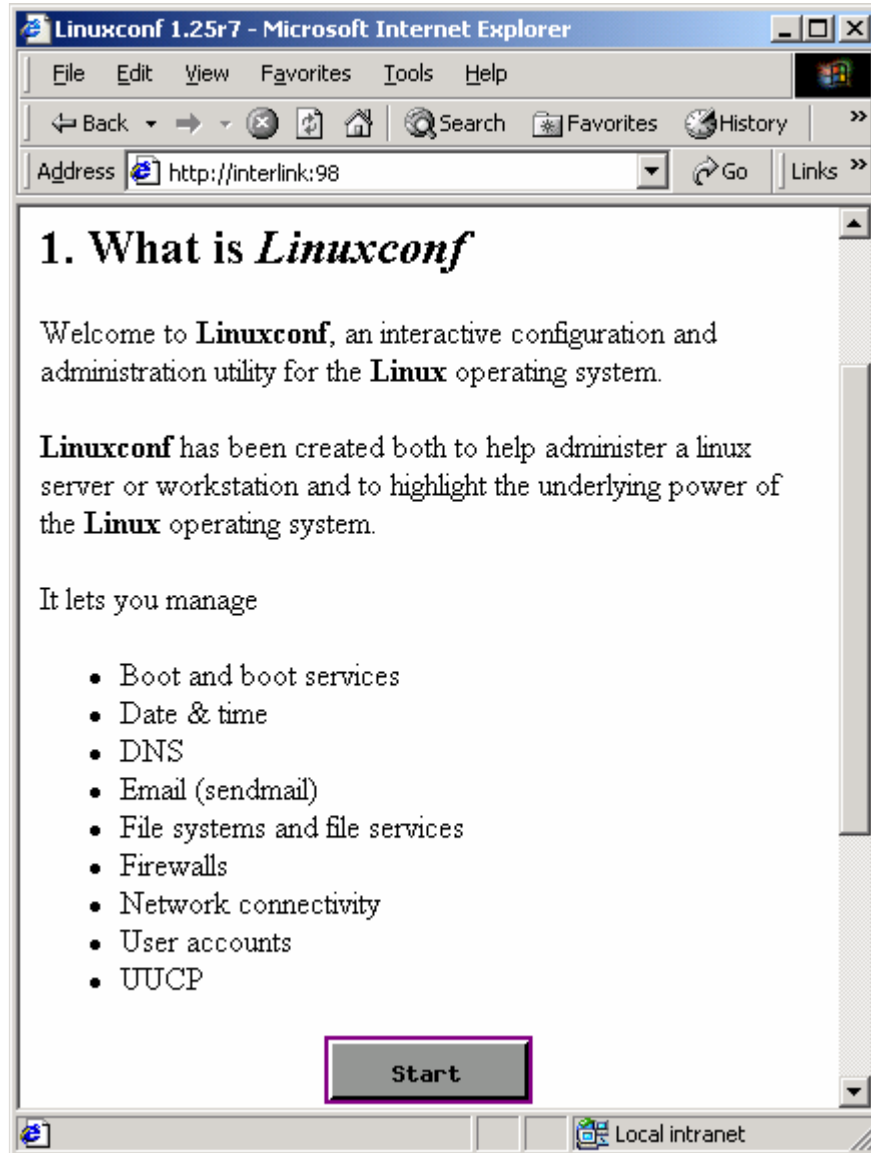 Linuxconf 1.25r7 - Microsoft Internet Explorer
File Edit View Favorites Tools Help
Back Search Favorites History »
Address http://interlink:98 Go Links »
1. What is Linuxconf
Welcome to Linuxconf, an interactive configuration and
administration utility for the Linux operating system.
Linuxconf has been created both to help administer a linux
server or workstation and to highlight the underlying power of
the Linux operating system.
It lets you manage
• Boot and boot services
• Date & time
• DNS
• Email (sendmail)
• File systems and file services
• Firewalls
• Network connectivity
• User accounts
• UUCP
Start
Local intranet